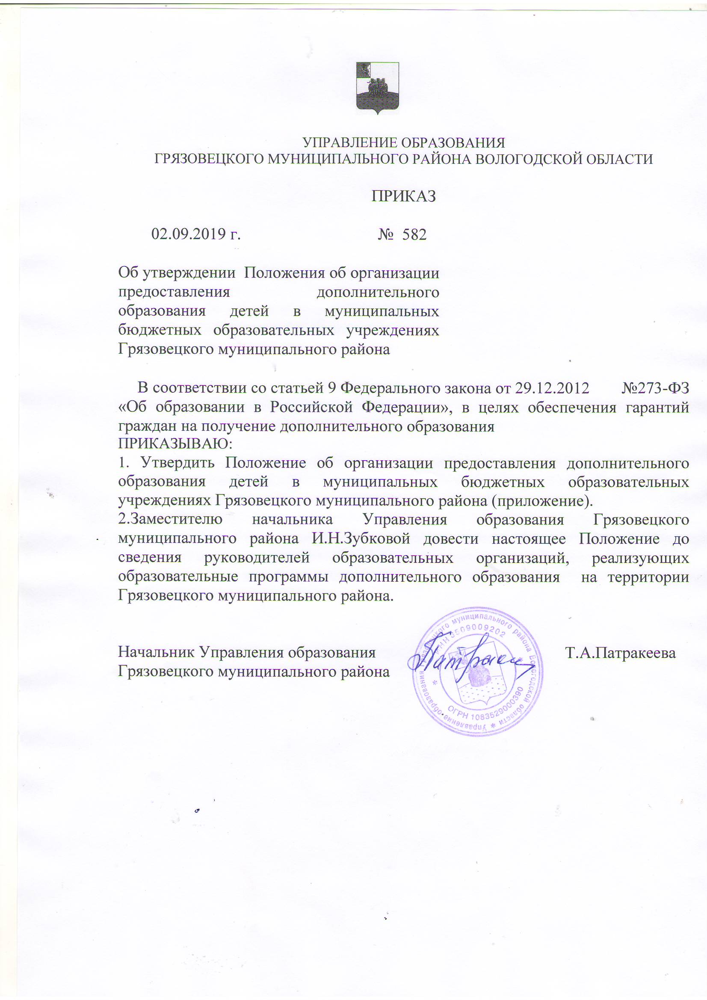 УПРАВЛЕНИЕ ОБРАЗОВАНИЯ
ГРЯЗОВЕЦКОГО МУНИЦИПАЛЬНОГО РАЙОНА ВОЛОГОДСКОЙ ОБЛАСТИ
ПРИКАЗ
02.09.2019 г. № 582
Об утверждении Положения об организации
предоставления дополнительного
образования детей в муниципальных
бюджетных образовательных учреждениях
Грязовецкого муниципального района
В соответствии со статьей 9 Федерального закона от 29.12.2012 №273-ФЗ
«Об образовании в Российской Федерации», в целях обеспечения гарантий
граждан на получение дополнительного образования
ПРИКАЗЫВАЮ:
1. Утвердить Положение об организации предоставления дополнительного
образования детей в муниципальных бюджетных образовательных
учреждениях Грязовецкого муниципального района (приложение).
2.Заместителю начальника Управления образования Грязовецкого
муниципального района И.Н.Зубковой довести настоящее Положение до
сведения руководителей образовательных организаций, реализующих
образовательные программы дополнительного образования на территории
Грязовецкого муниципального района.
Начальник Управления образования Т.А.Патракеева
Грязовецкого муниципального района
Управление образования Грязовецкого муниципального района Вологодской области
ИНН 3509009202
ОГРН 1083529000390